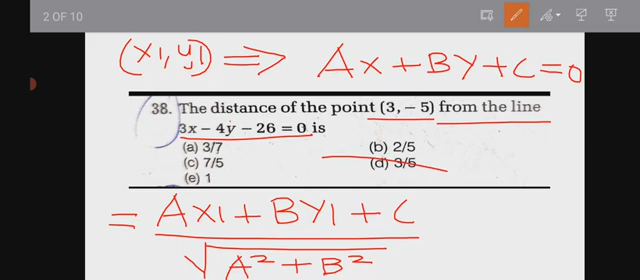 2 OF 10
(x1, y1) ⇒ Ax + By + C = 0
38. The distance of the point (3, – 5) from the line
3x – 4y – 26 = 0 is
(a) 3/7 (b) 2/5
(c) 7/5 (d) 3/5
(e) 1
= Ax1 + By1 + C
√A² + B²